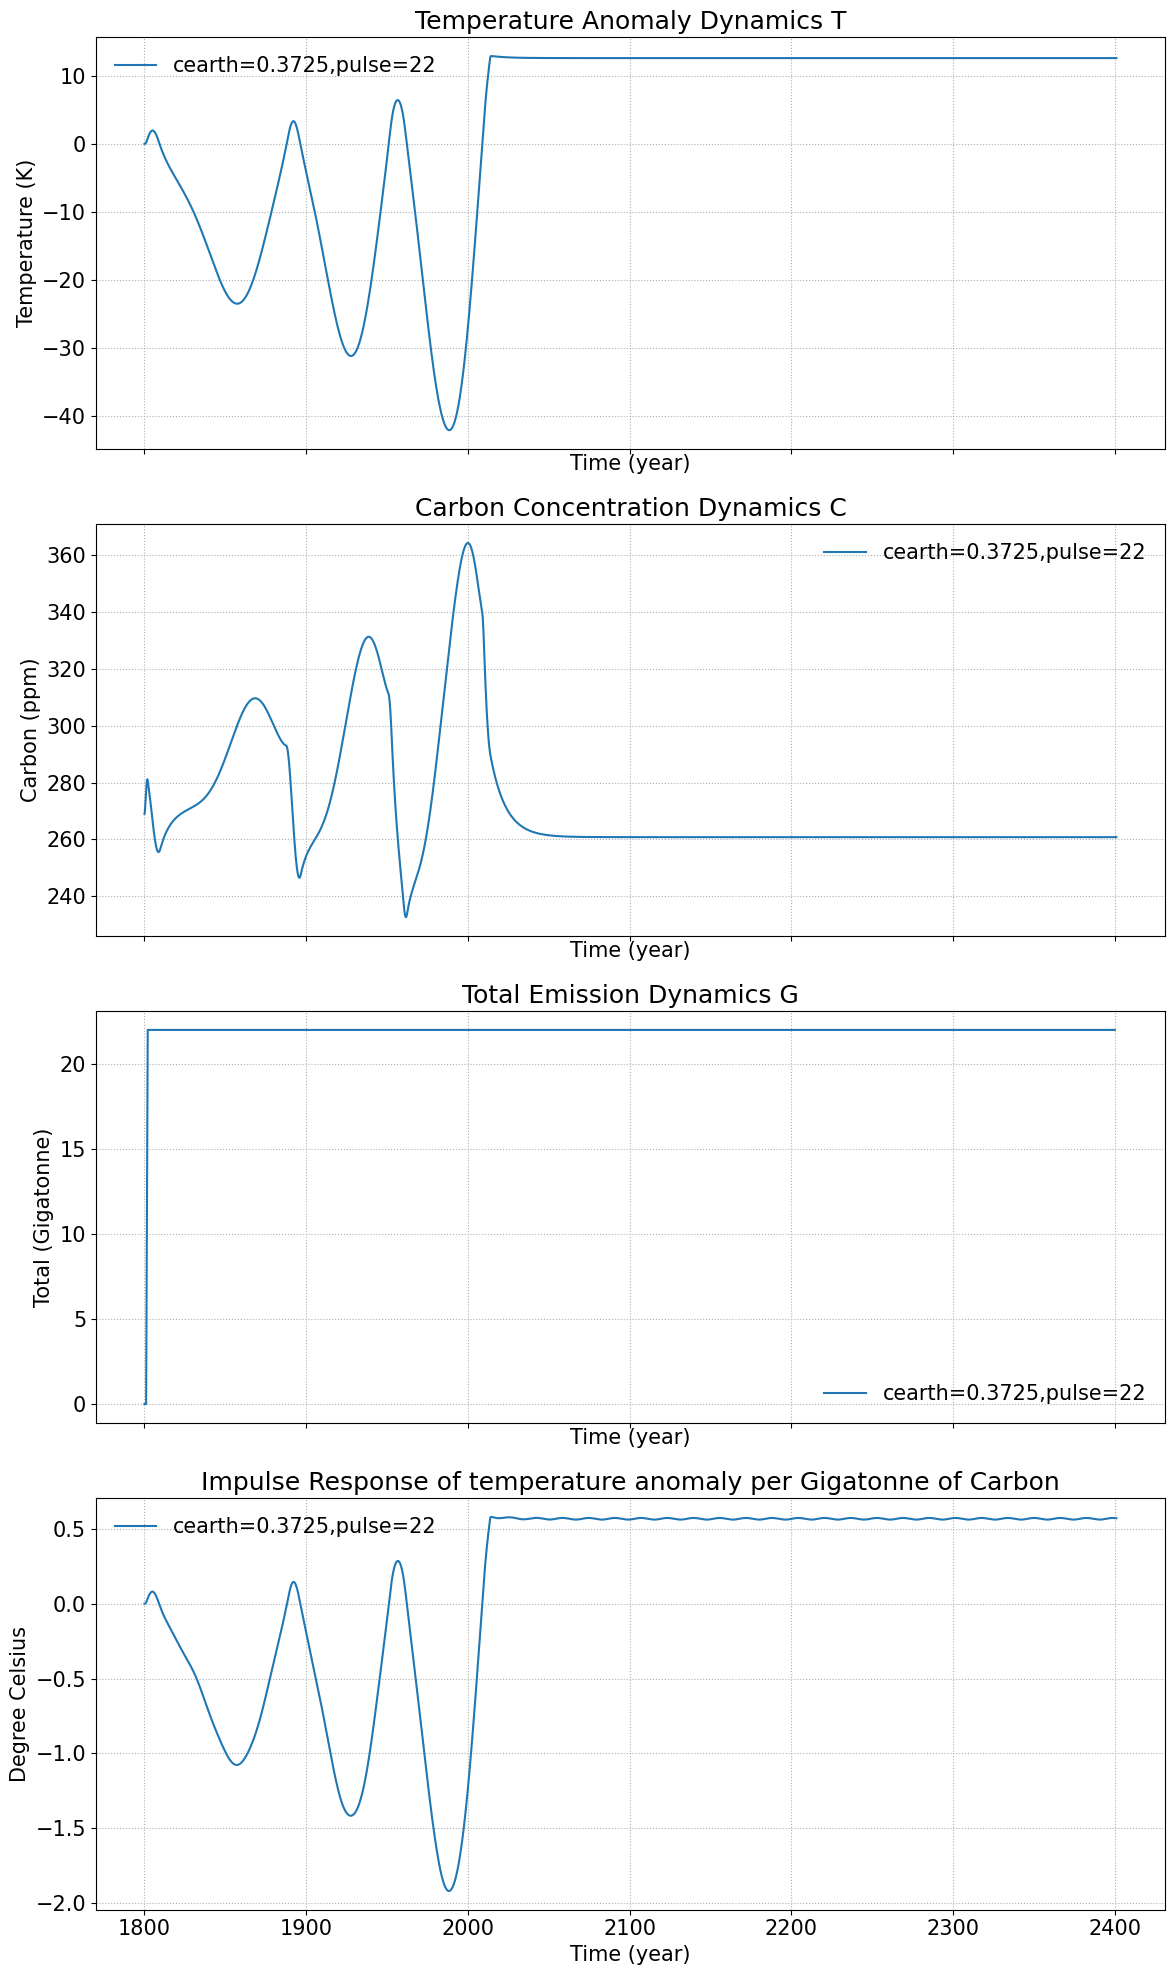 Temperature Anomaly Dynamics T
cearth=0.3725,pulse=22
10
0
−10
−20
−30
−40
Temperature (K)
Time (year)
Carbon Concentration Dynamics C
cearth=0.3725,pulse=22
360
340
320
300
280
260
240
Carbon (ppm)
Time (year)
Total Emission Dynamics G
20
15
10
5
0
Total (Gigatonne)
cearth=0.3725,pulse=22
Time (year)
Impulse Response of temperature anomaly per Gigatonne of Carbon
cearth=0.3725,pulse=22
0.5
0.0
−0.5
−1.0
−1.5
−2.0
Degree Celsius
1800 1900 2000 2100 2200 2300 2400
Time (year)